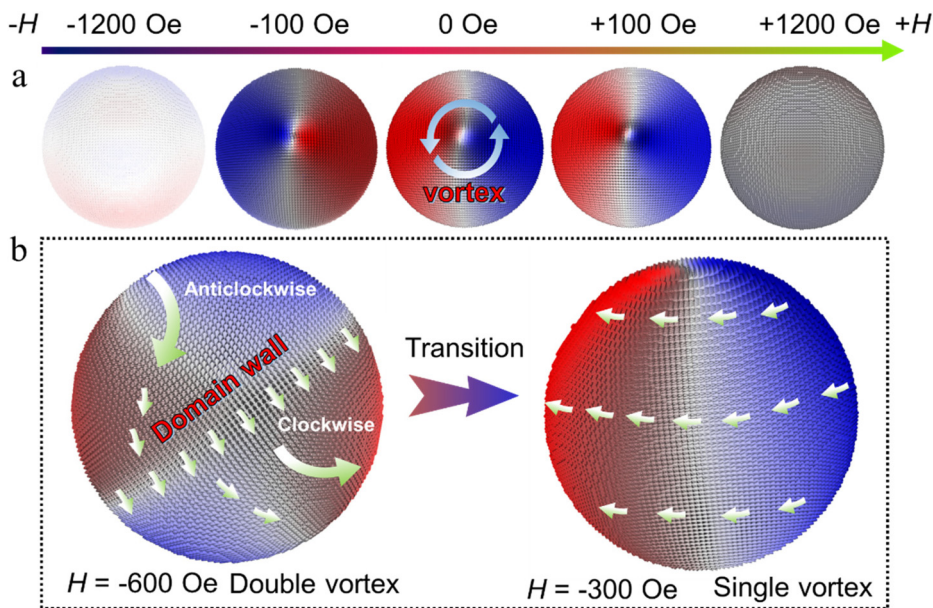 -H -1200 Oe -100 Oe 0 Oe +100 Oe +1200 Oe +H
a
vortex
b
Anticlockwise
Domain wall
Clockwise
Transition
H = -600 Oe Double vortex
H = -300 Oe Single vortex